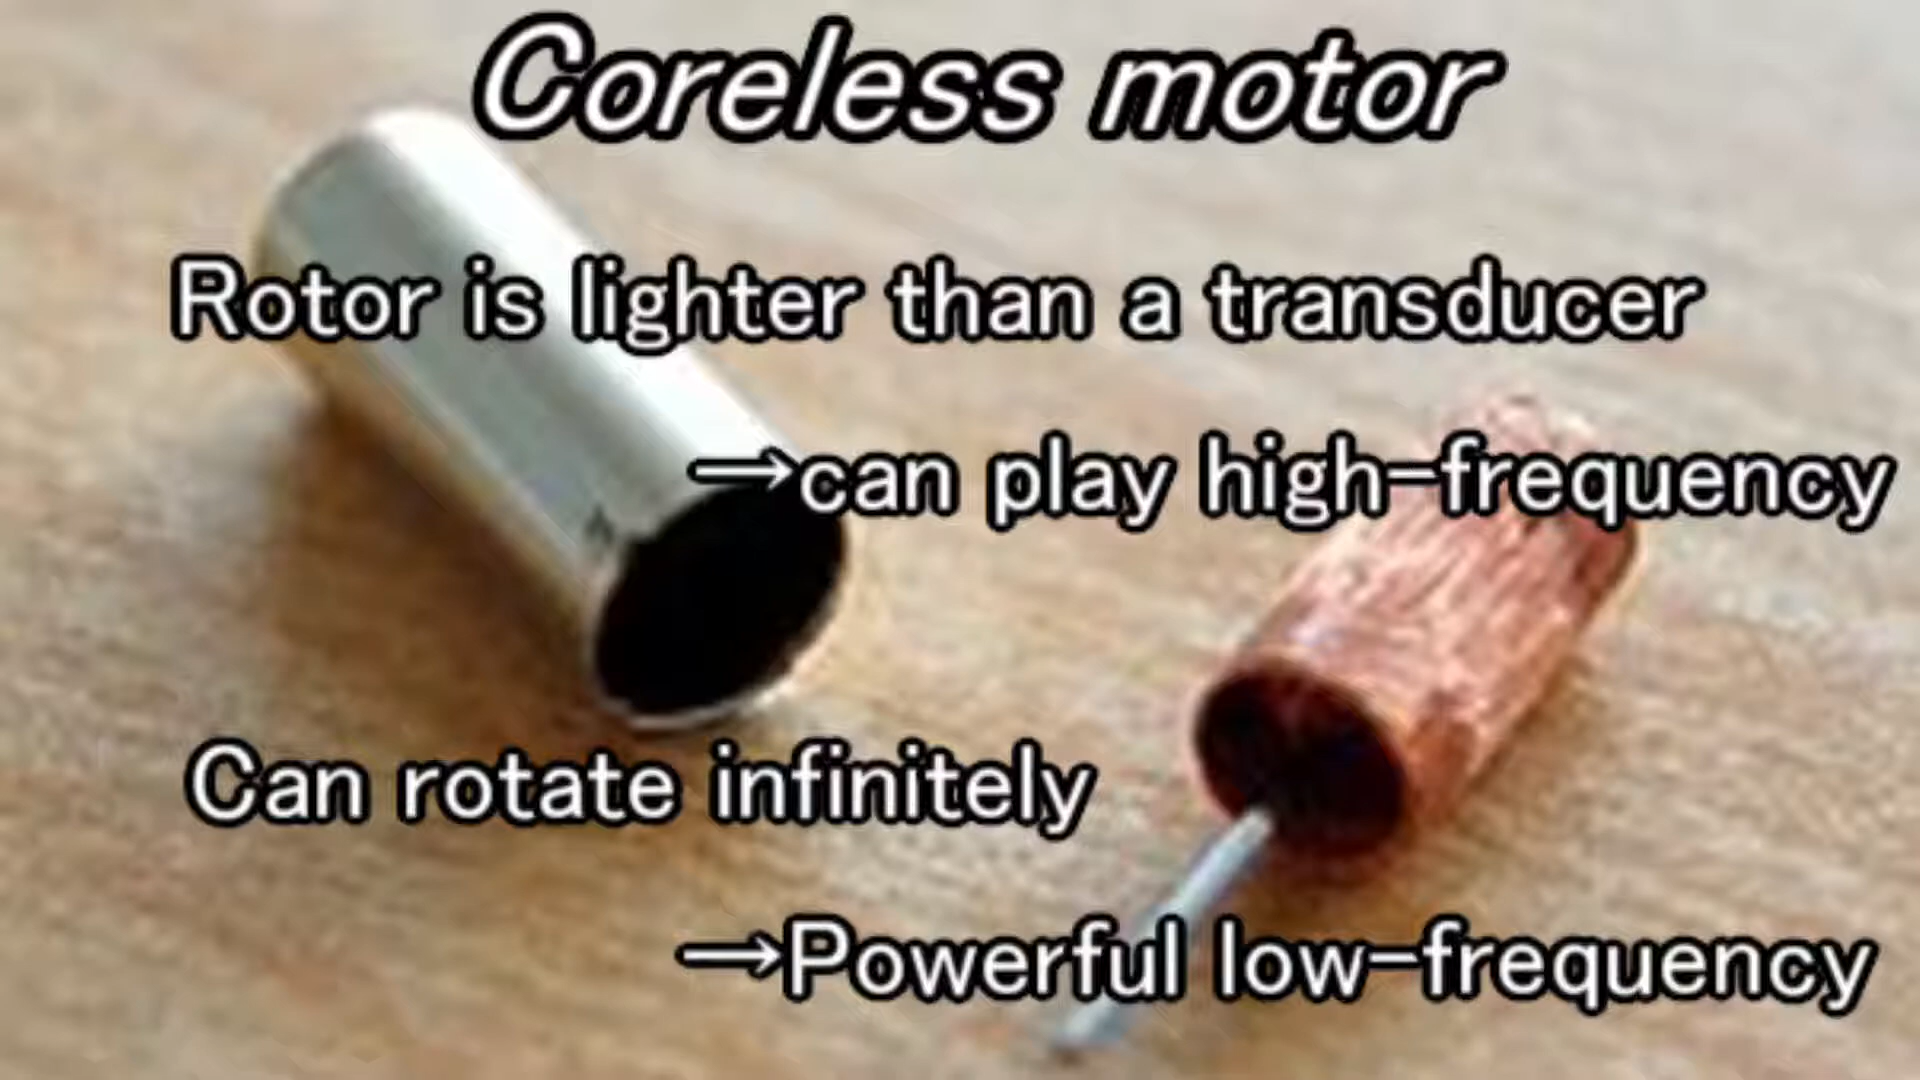 Coreless motor
Rotor is lighter than a transducer
→can play high-frequency
Can rotate infinitely
→Powerful low-frequency